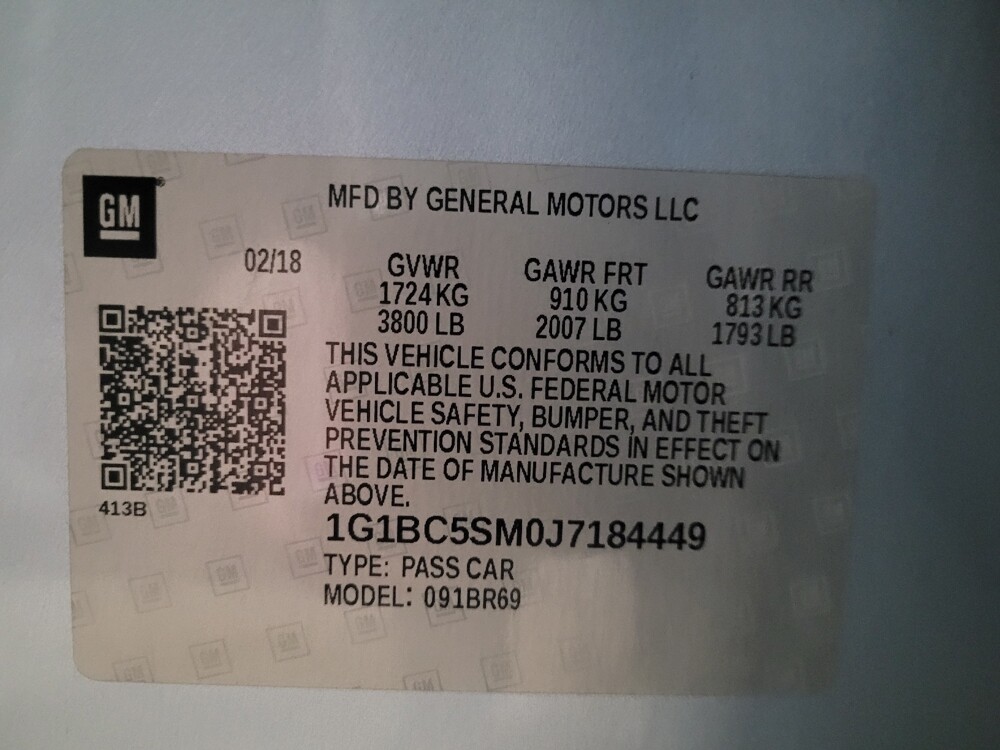 GM
MFD BY GENERAL MOTORS LLC
02/18
GVWR GAWR FRT GAWR RR
1724 KG 910 KG 813 KG
3800 LB 2007 LB 1793 LB
THIS VEHICLE CONFORMS TO ALL
APPLICABLE U.S. FEDERAL MOTOR
VEHICLE SAFETY, BUMPER, AND THEFT
PREVENTION STANDARDS IN EFFECT ON
THE DATE OF MANUFACTURE SHOWN
ABOVE.
413B
1G1BC5SM0J7184449
TYPE: PASS CAR
MODEL: 091BR69